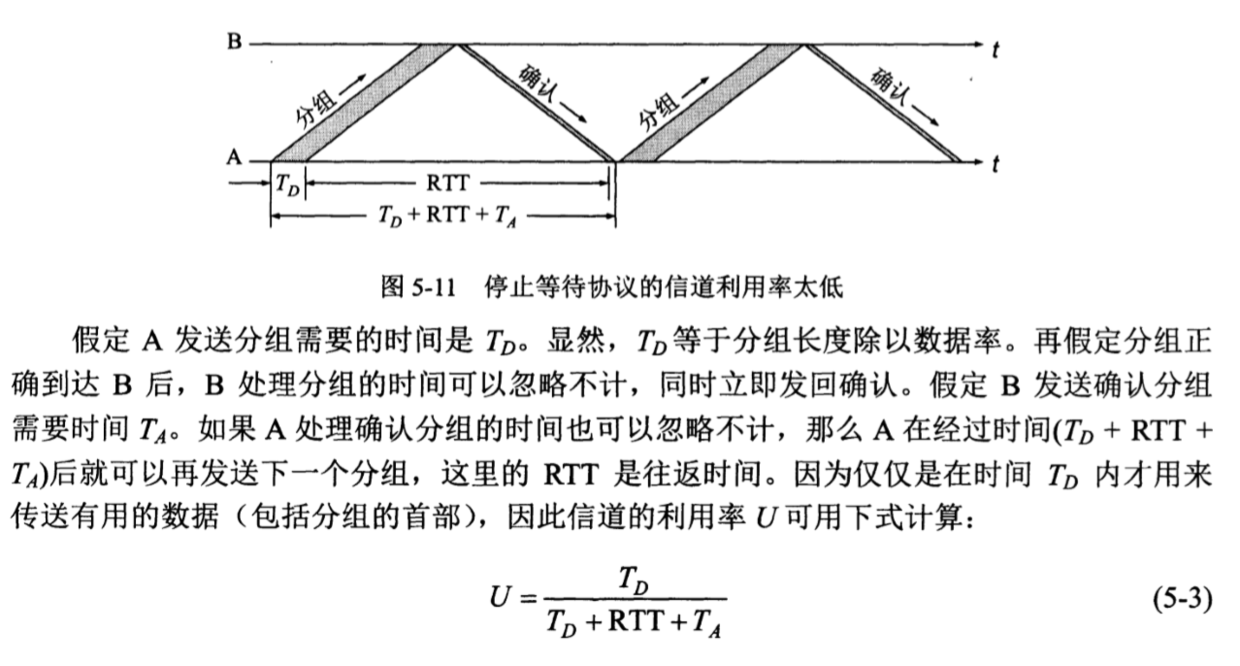 B
t
分组
确认
分组
确认
A
t
T_D
RTT
T_D + RTT + T_A
图 5-11 停止等待协议的信道利用率太低
假定 A 发送分组需要的时间是 T_D。显然，T_D 等于分组长度除以数据率。再假定分组正
确到达 B 后，B 处理分组的时间可以忽略不计，同时立即发回确认。假定 B 发送确认分组
需要时间 T_A。如果 A 处理确认分组的时间也可以忽略不计，那么 A 在经过时间(T_D + RTT +
T_A)后就可以再发送下一个分组，这里的 RTT 是往返时间。因为仅仅是在时间 T_D 内才用来
传送有用的数据（包括分组的首部），因此信道的利用率 U 可用下式计算：
U = T_D / (T_D + RTT + T_A) (5-3)